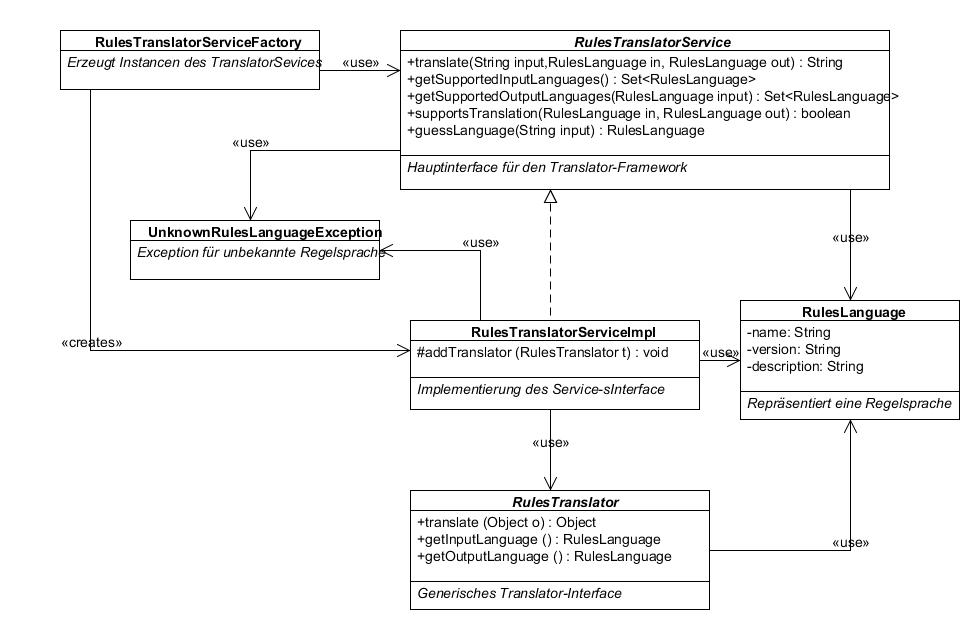 RulesTranslatorServiceFactory
Erzeugt Instancen des TranslatorSevices
«use»
RulesTranslatorService
+translate(String input,RulesLanguage in, RulesLanguage out) : String
+getSupportedInputLanguages() : Set<RulesLanguage>
+getSupportedOutputLanguages(RulesLanguage input) : Set<RulesLanguage>
+supportsTranslation(RulesLanguage in, RulesLanguage out) : boolean
+guessLanguage(String input) : RulesLanguage
Hauptinterface für den Translator-Framework
«use»
UnknownRulesLanguageException
Exception für unbekannte Regelsprache
«use»
«use»
RulesLanguage
-name: String
-version: String
-description: String
Repräsentiert eine Regelsprache
«creates»
RulesTranslatorServiceImpl
#addTranslator (RulesTranslator t) : void
Implementierung des Service-sInterface
«use»
«use»
RulesTranslator
+translate (Object o) : Object
+getInputLanguage () : RulesLanguage
+getOutputLanguage () : RulesLanguage
Generisches Translator-Interface
«use»